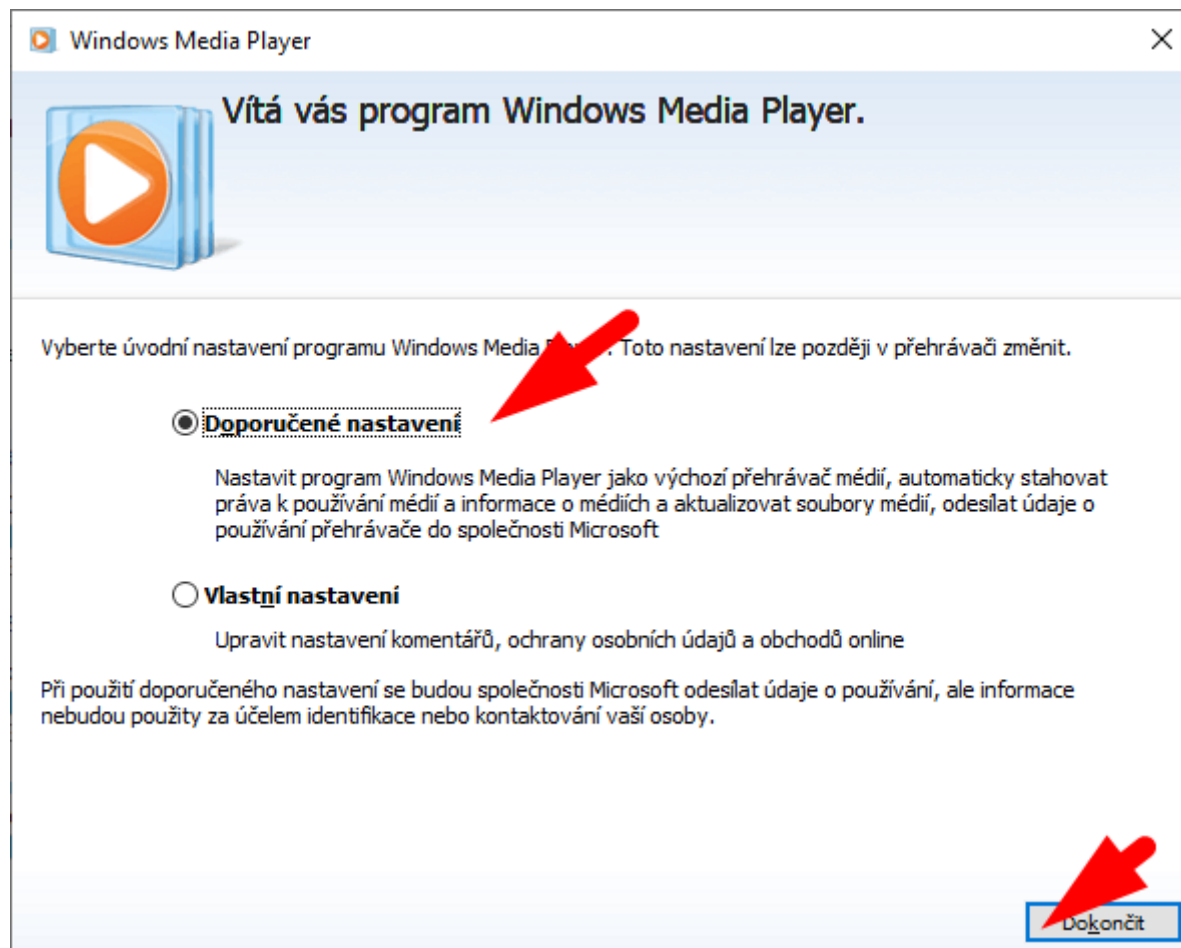 Windows Media Player
Vítá vás program Windows Media Player.
Vyberte úvodní nastavení programu Windows Media Toto nastavení lze později v přehrávači změnit.
Doporučené nastavení
Nastavit program Windows Media Player jako výchozí přehrávač médií, automaticky stahovat
práva k používání médií a informace o médiích a aktualizovat soubory médií, odesílat údaje o
používání přehrávače do společnosti Microsoft
Vlastní nastavení
Upravit nastavení komentářů, ochrany osobních údajů a obchodů online
Při použití doporučeného nastavení se budou společnosti Microsoft odesílat údaje o používání, ale informace
nebudou použity za účelem identifikace nebo kontaktování vaší osoby.
Dokončit